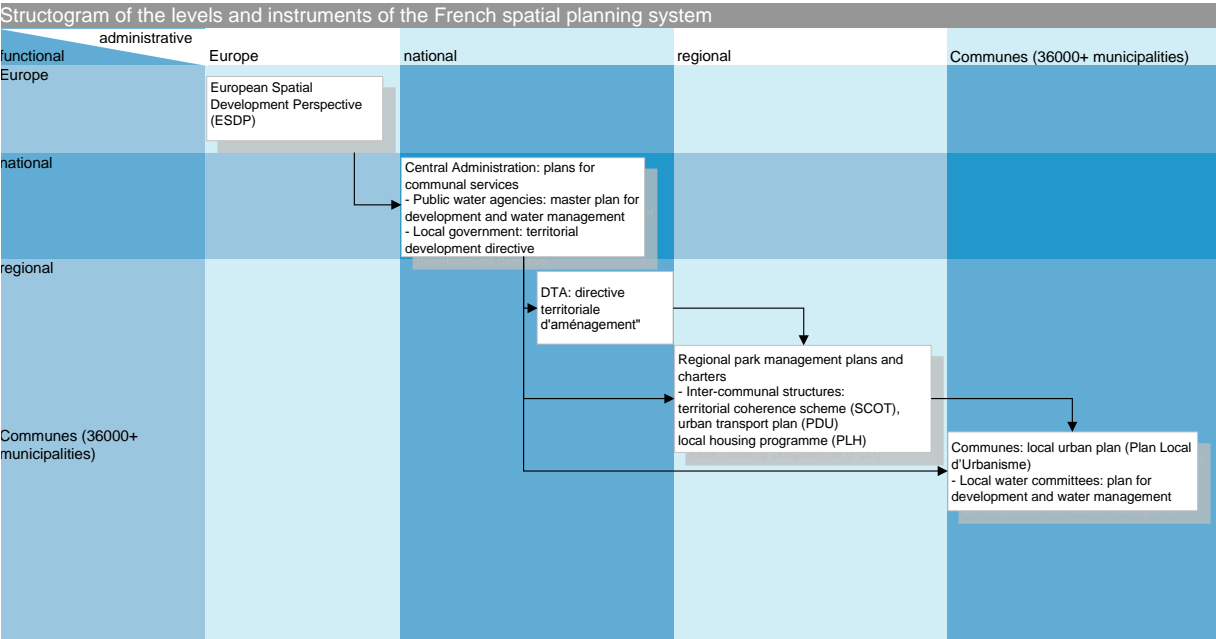 Structogram of the levels and instruments of the French spatial planning system
administrative
functional
Europe
national
regional
Communes (36000+ municipalities)
Europe
European Spatial
Development Perspective
(ESDP)
national
Central Administration: plans for
communal services
- Public water agencies: master plan for
development and water management
- Local government: territorial
development directive
regional
DTA: directive
territoriale
d'aménagement"
Regional park management plans and
charters
- Inter-communal structures:
territorial coherence scheme (SCOT),
urban transport plan (PDU)
local housing programme (PLH)
Communes (36000+
municipalities)
Communes: local urban plan (Plan Local
d'Urbanisme)
- Local water committees: plan for
development and water management